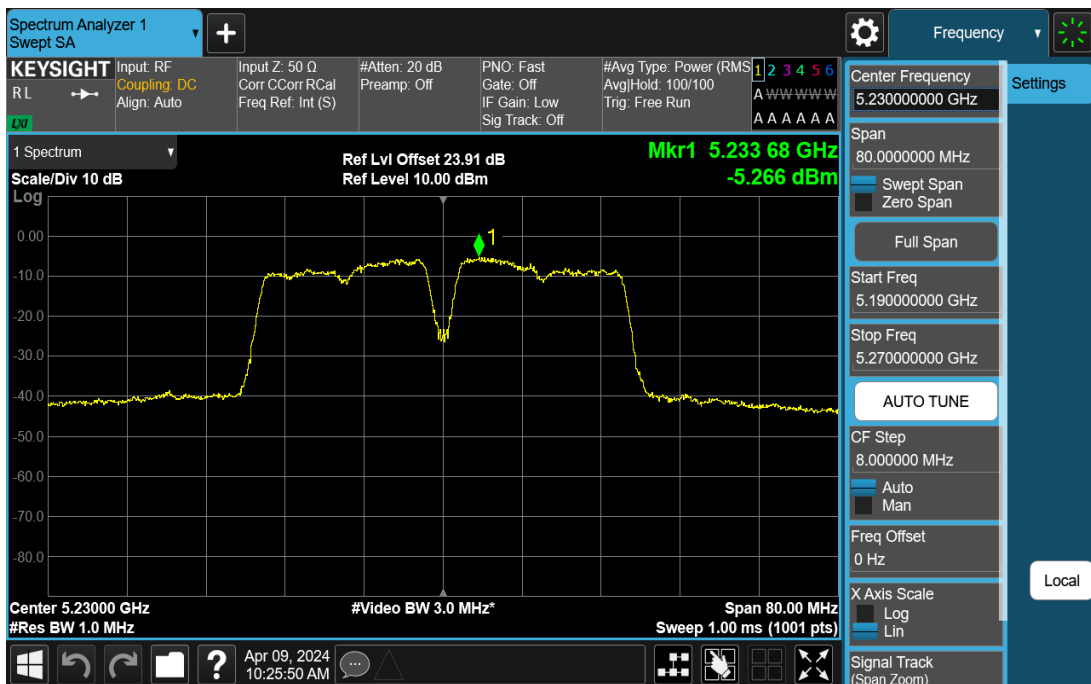 Spectrum Analyzer 1
Swept SA
Frequency
KEYSIGHT
R L
LXI
Input: RF
Coupling: DC
Align: Auto
Input Z: 50 Ω
Corr CCorr RCal
Freq Ref: Int (S)
#Atten: 20 dB
Preamp: Off
PNO: Fast
Gate: Off
IF Gain: Low
Sig Track: Off
#Avg Type: Power (RMS
Avg|Hold: 100/100
Trig: Free Run
1 2 3 4 5 6
A W W W W W
A A A A A A
1 Spectrum
Scale/Div 10 dB
Log
Ref Lvl Offset 23.91 dB
Ref Level 10.00 dBm
Mkr1 5.233 68 GHz
-5.266 dBm
1
0.00
-10.0
-20.0
-30.0
-40.0
-50.0
-60.0
-70.0
-80.0
Center 5.23000 GHz
#Res BW 1.0 MHz
#Video BW 3.0 MHz*
Span 80.00 MHz
Sweep 1.00 ms (1001 pts)
Apr 09, 2024
10:25:50 AM
Center Frequency
5.230000000 GHz
Span
80.0000000 MHz
Swept Span
Zero Span
Full Span
Start Freq
5.190000000 GHz
Stop Freq
5.270000000 GHz
AUTO TUNE
CF Step
8.000000 MHz
Auto
Man
Freq Offset
0 Hz
X Axis Scale
Log
Lin
Signal Track
(Span Zoom)
Settings
Local